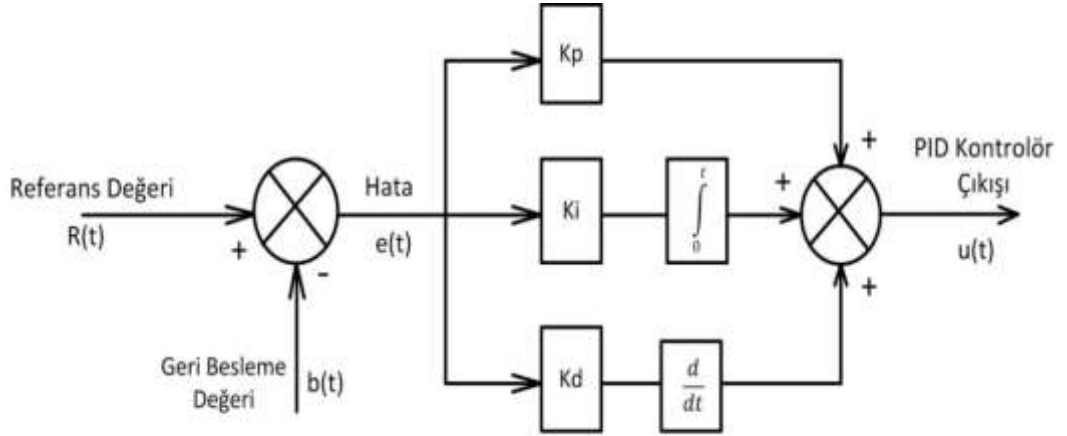 Referans Değeri
R(t)
+
-
Geri Besleme
Değeri
b(t)
Hata
e(t)
Kp
Ki
t
∫
0
Kd
d
dt
+
+
+
PID Kontrolör
Çıkışı
u(t)